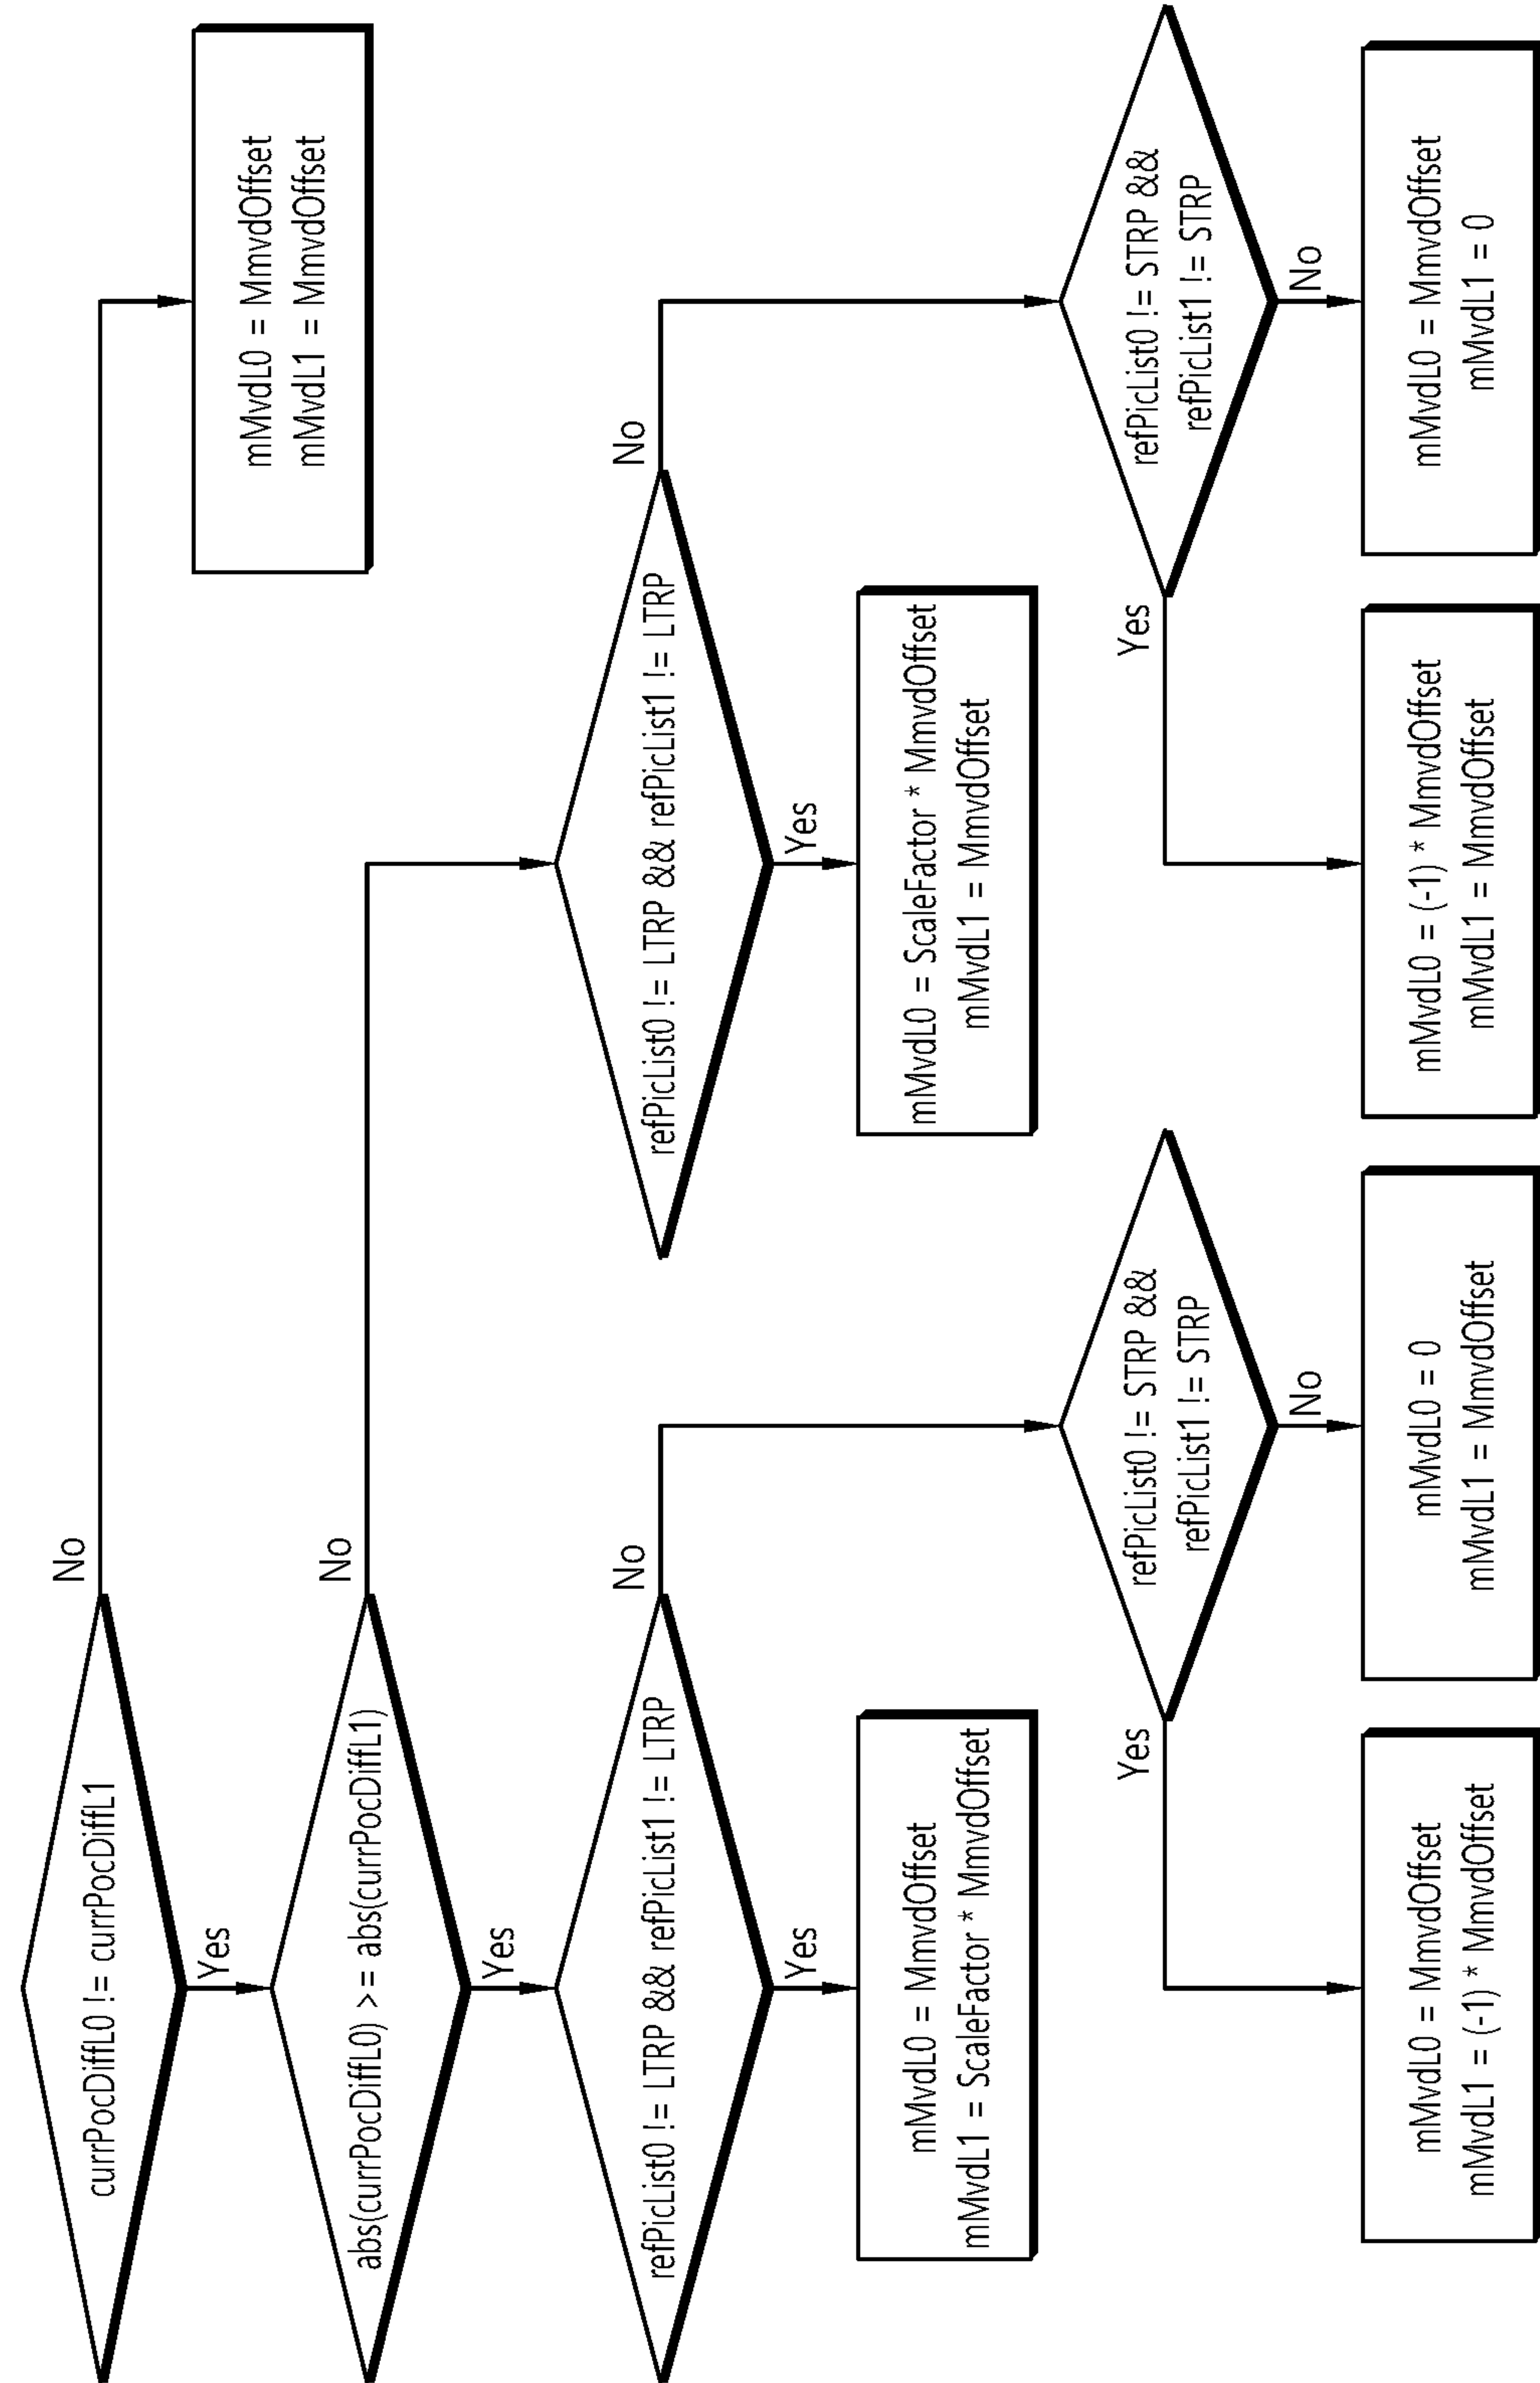 currPocDiffL0 != currPocDiffL1
No
Yes
mMvdL0 = MmvdOffset
mMvdL1 = MmvdOffset
abs(currPocDiffL0) >= abs(currPocDiffL1)
No
Yes
refPicList0 != LTRP && refPicList1 != LTRP
No
Yes
refPicList0 != LTRP && refPicList1 != LTRP
No
Yes
mMvdL0 = MmvdOffset
mMvdL1 = ScaleFactor * MmvdOffset
mMvdL0 = ScaleFactor * MmvdOffset
mMvdL1 = MmvdOffset
Yes
refPicList0 != STRP &&
refPicList1 != STRP
No
Yes
refPicList0 != STRP &&
refPicList1 != STRP
No
mMvdL0 = MmvdOffset
mMvdL1 = (-1) * MmvdOffset
mMvdL0 = 0
mMvdL1 = MmvdOffset
mMvdL0 = (-1) * MmvdOffset
mMvdL1 = MmvdOffset
mMvdL0 = MmvdOffset
mMvdL1 = 0